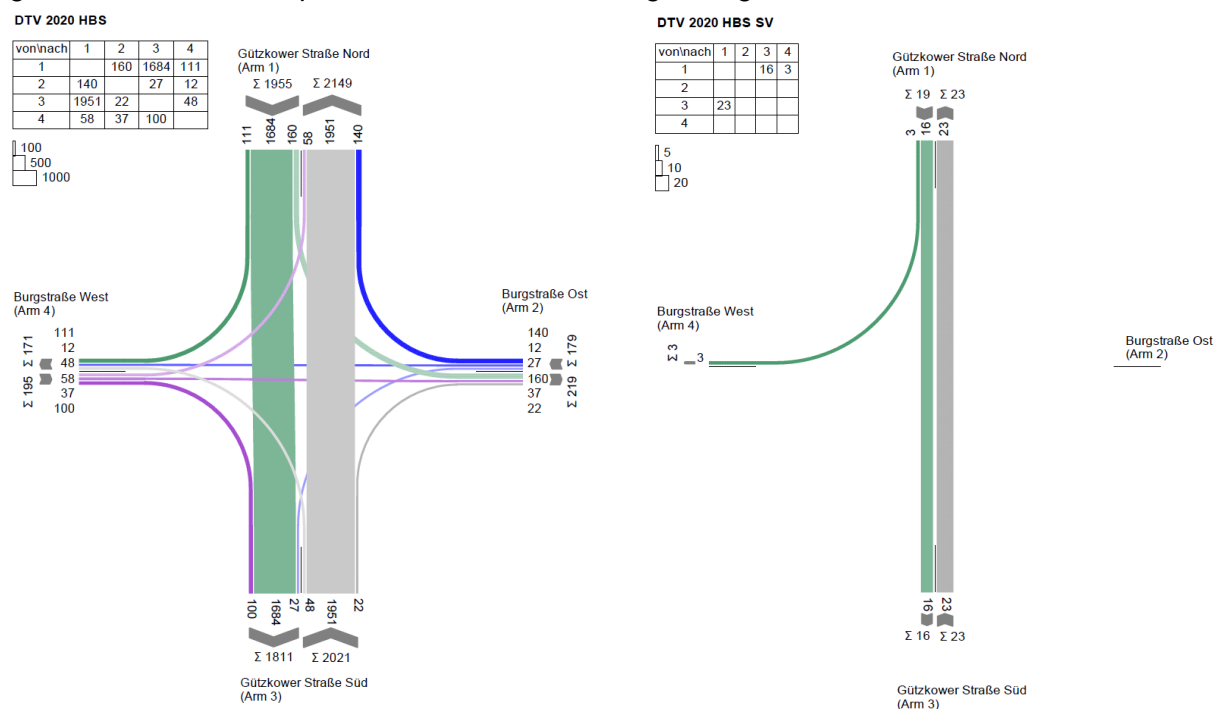 DTV 2020 HBS
von\nach 1 2 3 4
1 160 1684 111
2 140 27 12
3 1951 22 48
4 58 37 100
100
500
1000
Gützkower Straße Nord
(Arm 1)
Σ 1955 Σ 2149
111 1684 160 58 1951 140
Burgstraße West
(Arm 4)
Σ 171
Σ 195
111
12
48
58
37
100
Burgstraße Ost
(Arm 2)
140
12
27
160
37
22
Σ 179
Σ 219
100 1684 27 48 1951 22
Σ 1811 Σ 2021
Gützkower Straße Süd
(Arm 3)
DTV 2020 HBS SV
von\nach 1 2 3 4
1 16 3
2
3 23
4
5
10
20
Gützkower Straße Nord
(Arm 1)
Σ 19 Σ 23
3 16 23
Burgstraße West
(Arm 4)
Σ 3
3
Burgstraße Ost
(Arm 2)
16 23
Σ 16 Σ 23
Gützkower Straße Süd
(Arm 3)